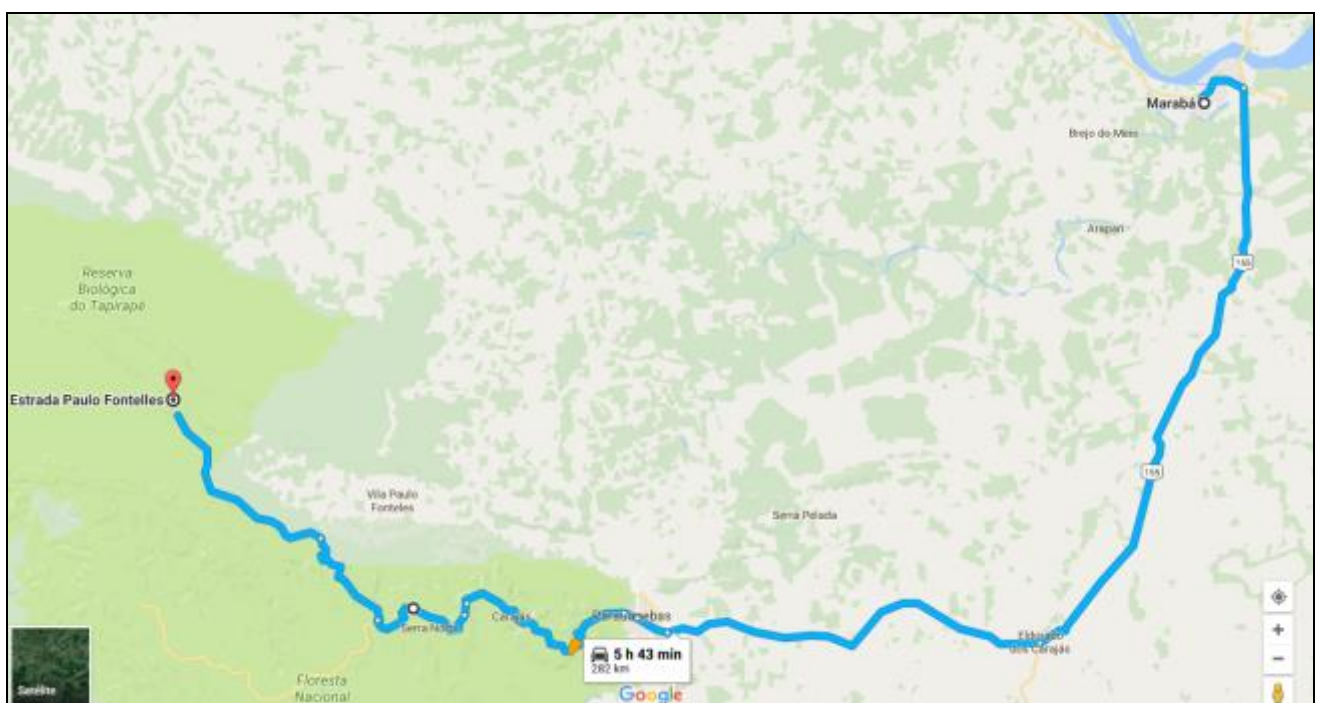 Marabá
Brejo do Meio
Arapari
155
Reserva
Biológica
do Tapirapé
Estrada Paulo Fontelles
155
Vila Paulo
Fonteles
Serra Pelada
Carajás
Parauapebas
Serra Norte
Eldorado
dos Carajás
5 h 43 min
282 km
Floresta
Nacional
Satélite
Google